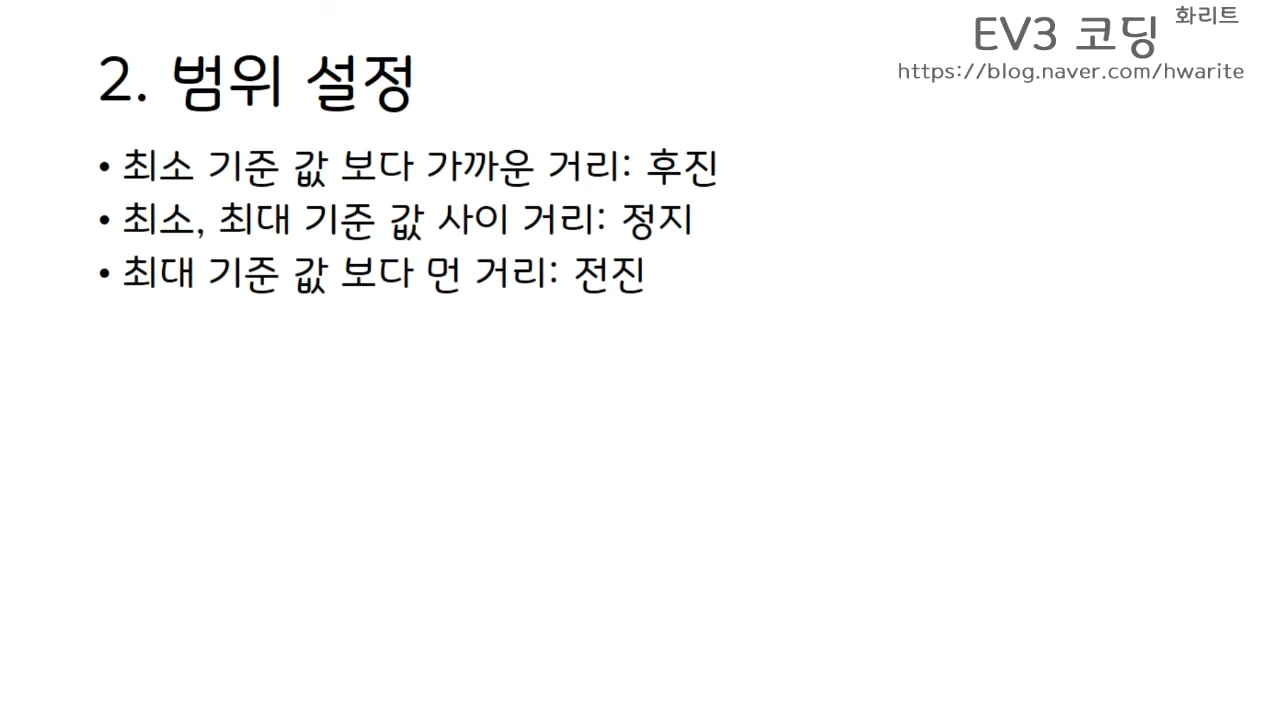 화리트
EV3 코딩
https://blog.naver.com/hwarite
2. 범위 설정
• 최소 기준 값 보다 가까운 거리: 후진
• 최소, 최대 기준 값 사이 거리: 정지
• 최대 기준 값 보다 먼 거리: 전진